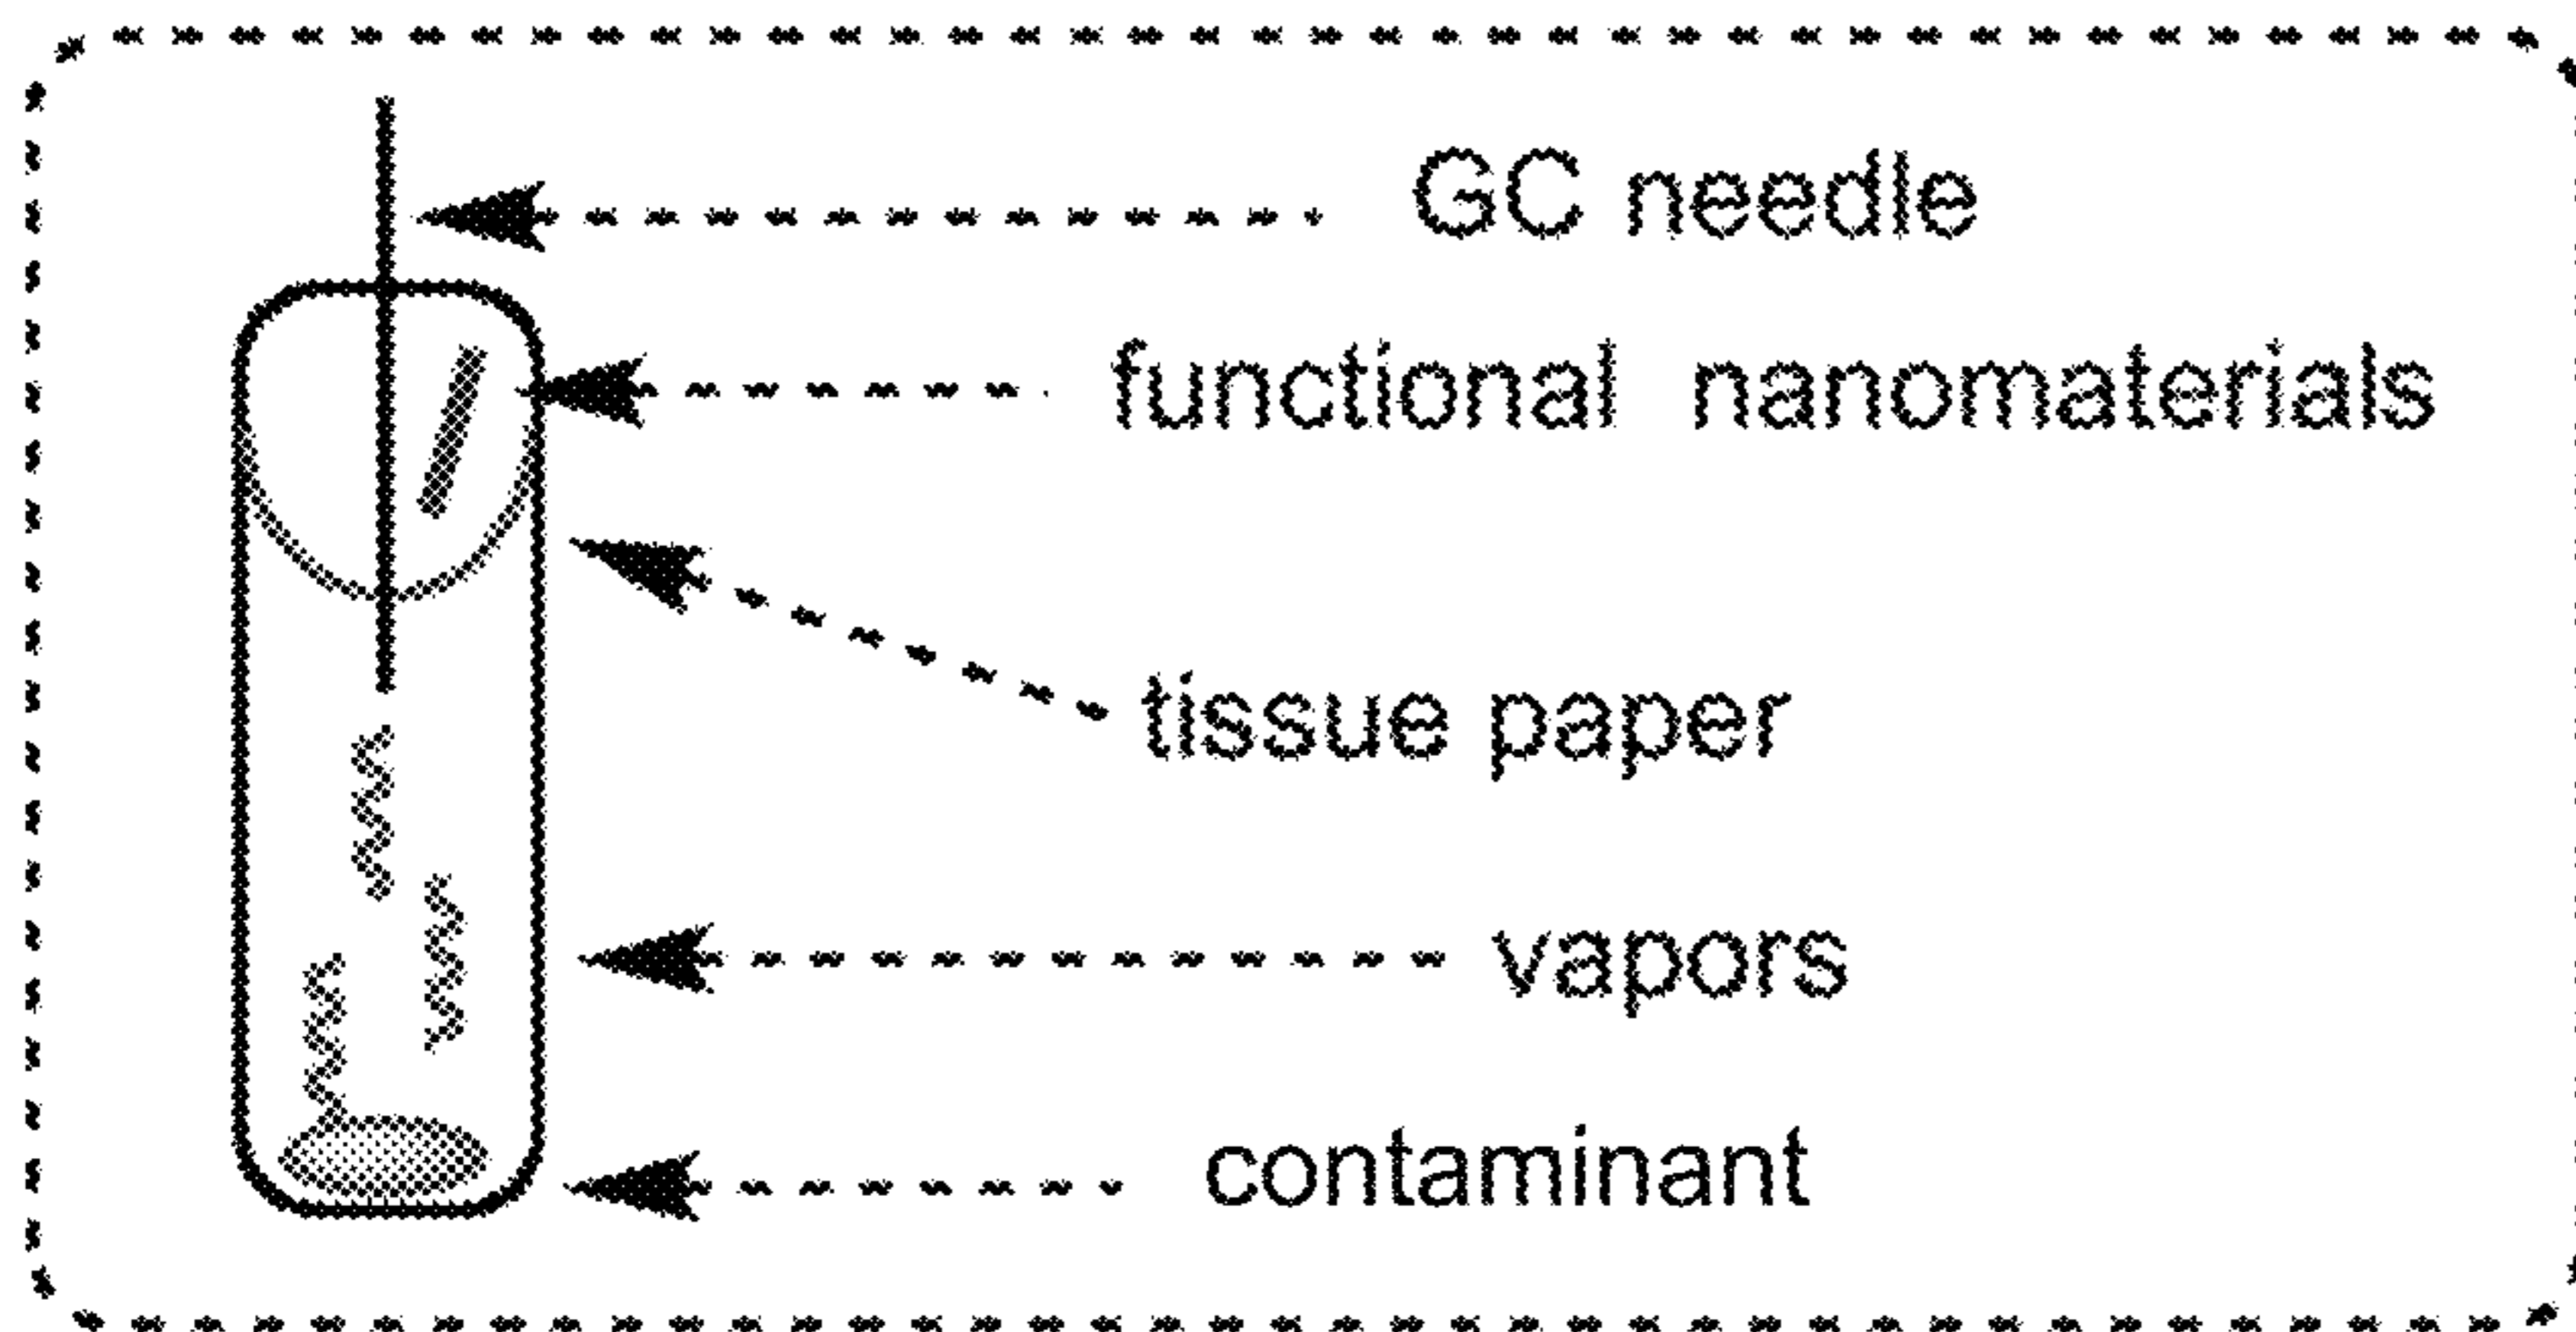 GC needle
functional nanomaterials
tissue paper
vapors
contaminant